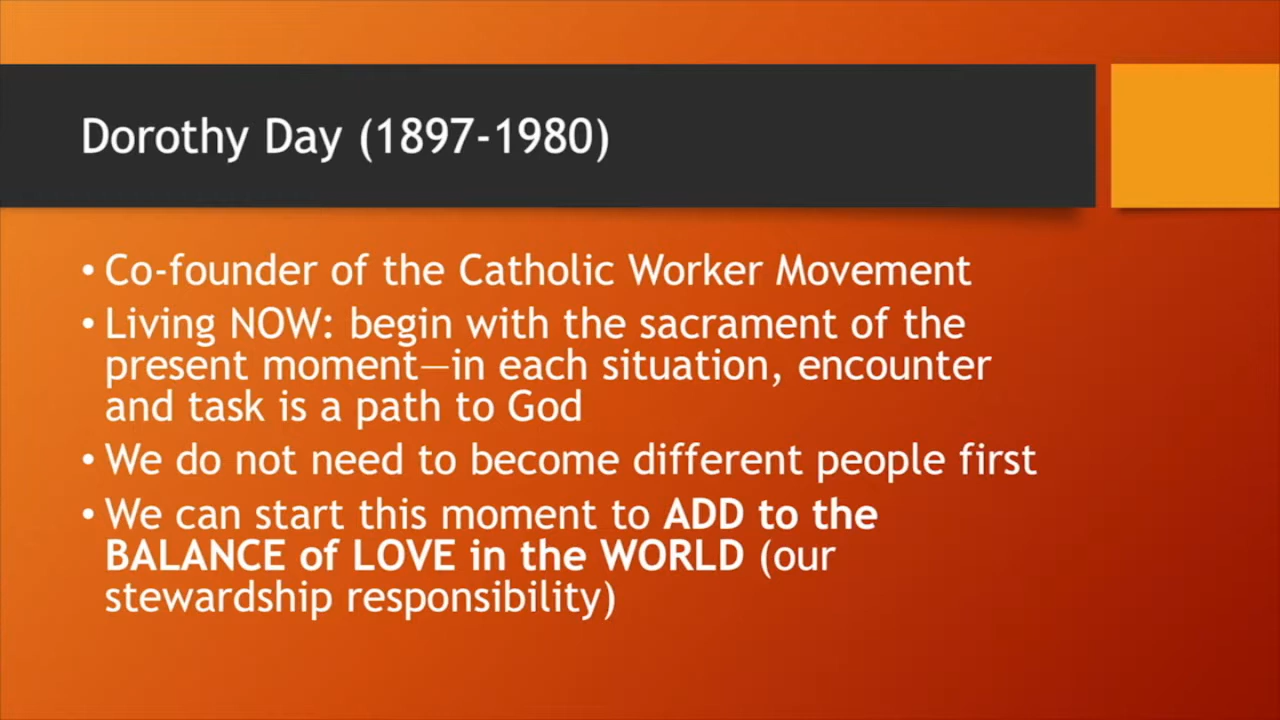 Dorothy Day (1897-1980)
• Co-founder of the Catholic Worker Movement
• Living NOW: begin with the sacrament of the
present moment—in each situation, encounter
and task is a path to God
• We do not need to become different people first
• We can start this moment to ADD to the
BALANCE of LOVE in the WORLD (our
stewardship responsibility)